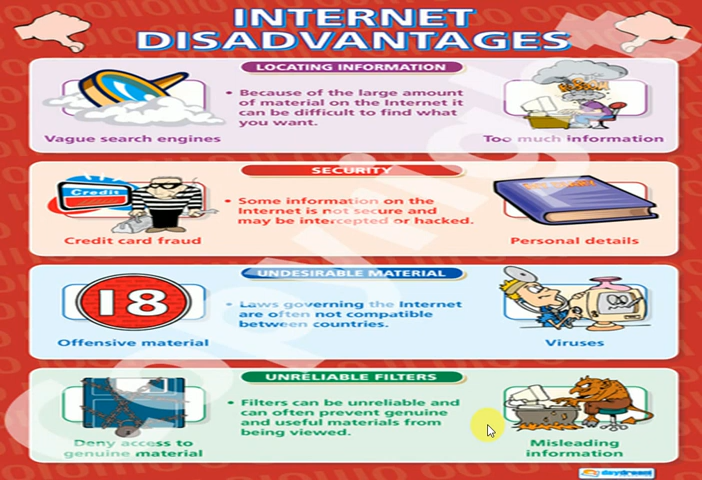 INTERNET
DISADVANTAGES
LOCATING INFORMATION
• Because of the large amount
of material on the Internet it
can be difficult to find what
you want.
Vague search engines
Too much information
SECURITY
Credit
• Some information on the
Internet is not secure and
may be intercepted or hacked.
Credit card fraud
Personal details
UNDESIRABLE MATERIAL
18
• Laws governing the Internet
are often not compatible
between countries.
Offensive material
Viruses
UNRELIABLE FILTERS
• Filters can be unreliable and
can often prevent genuine
and useful materials from
being viewed.
Deny access to
genuine material
Misleading
information
daydream
Copyright